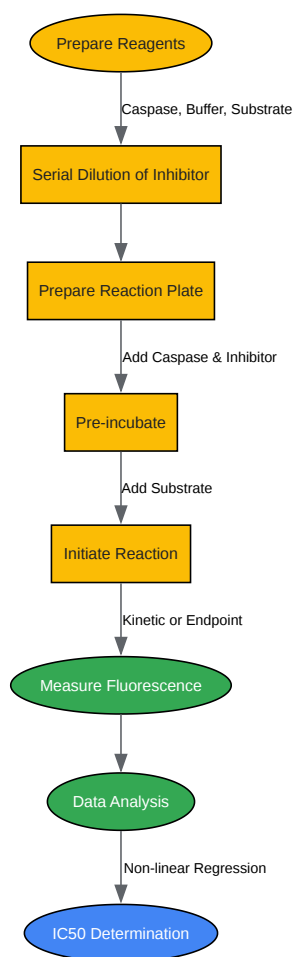 Prepare Reagents
Caspase, Buffer, Substrate
Serial Dilution of Inhibitor
Prepare Reaction Plate
Add Caspase & Inhibitor
Pre-incubate
Add Substrate
Initiate Reaction
Kinetic or Endpoint
Measure Fluorescence
Data Analysis
Non-linear Regression
IC50 Determination